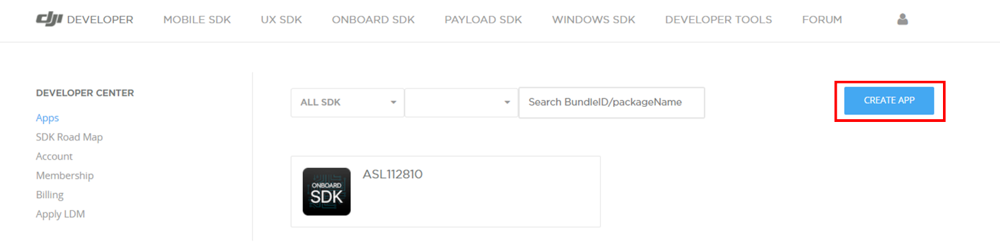 dji DEVELOPER MOBILE SDK UX SDK ONBOARD SDK PAYLOAD SDK WINDOWS SDK DEVELOPER TOOLS FORUM
DEVELOPER CENTER
Apps
SDK Road Map
Account
Membership
Billing
Apply LDM
ALL SDK Search BundleID/packageName CREATE APP
ONBOARD
SDK
ASL112810